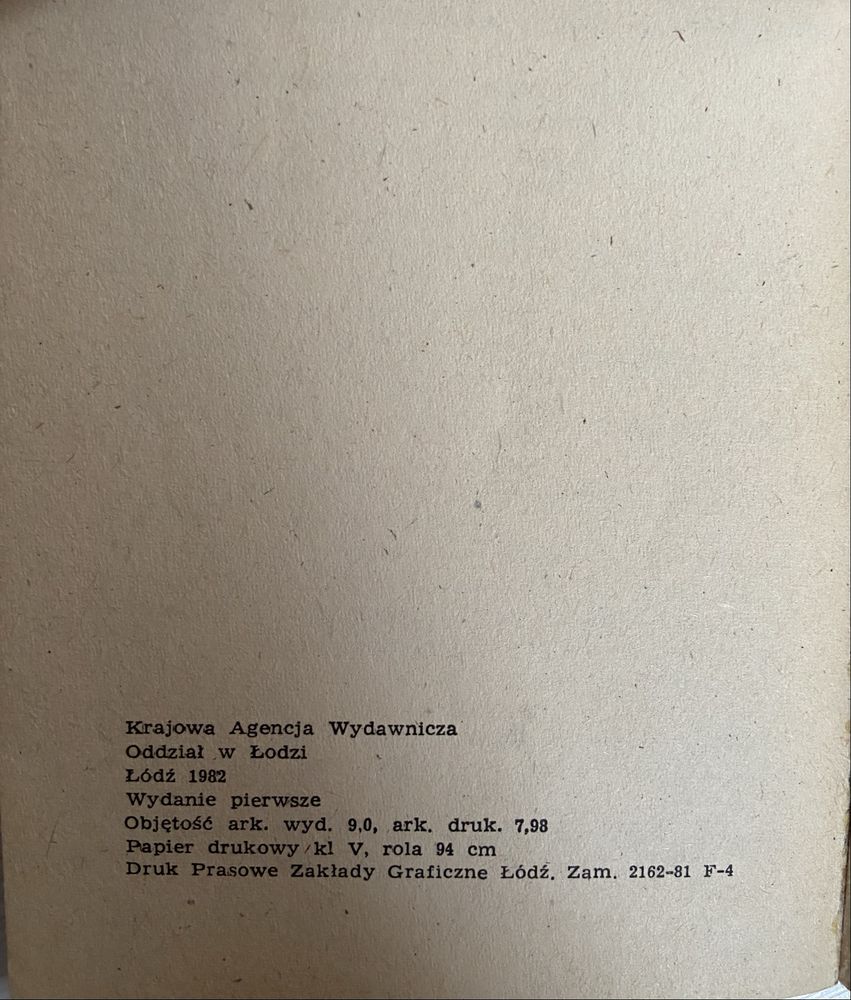 Krajowa Agencja Wydawnicza
Oddział w Łodzi
Łódź 1982
Wydanie pierwsze
Objętość ark. wyd. 9,0, ark. druk. 7,98
Papier drukowy kl V, rola 94 cm
Druk Prasowe Zakłady Graficzne Łódź. Zam. 2162-81 F-4